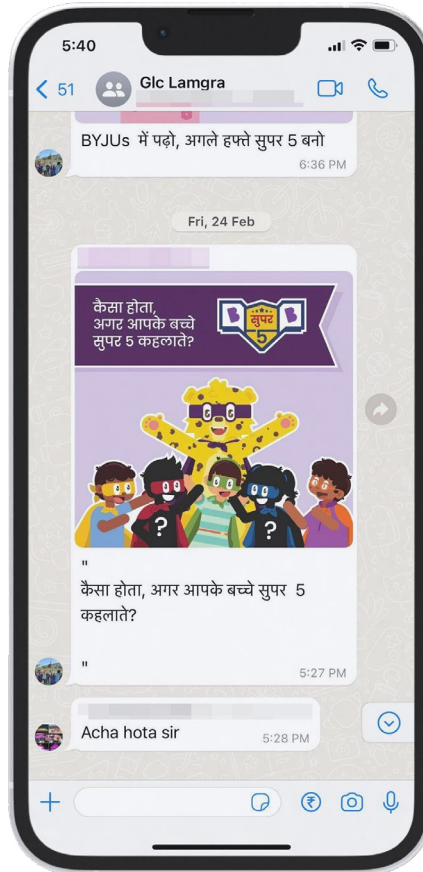 5:40
51
Glc Lamgra
BYJUs में पढ़ो, अगले हफ्ते सुपर 5 बनो
6:36 PM
Fri, 24 Feb
कैसा होता,
अगर आपके बच्चे
सुपर 5 कहलाते?
B सुपर B
5
? ?
"
कैसा होता, अगर आपके बच्चे सुपर 5
कहलाते?
"
5:27 PM
Acha hota sir
5:28 PM
₹